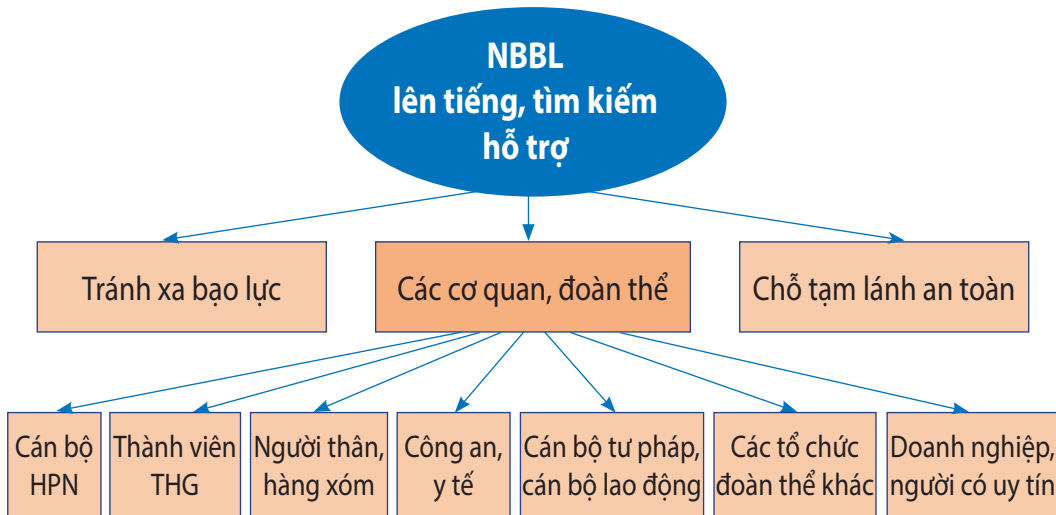 NBBL
lên tiếng, tìm kiếm
hỗ trợ
Tránh xa bạo lực
Các cơ quan, đoàn thể
Chỗ tạm lánh an toàn
Cán bộ
HPN
Thành viên
THG
Người thân,
hàng xóm
Công an,
y tế
Cán bộ tư pháp,
cán bộ lao động
Các tổ chức
đoàn thể khác
Doanh nghiệp,
người có uy tín